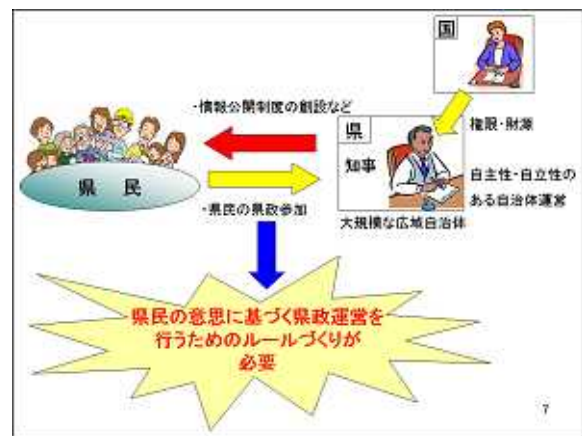 国
・情報公開制度の創設など
県
知事
権限・財源
自主性・自立性の
ある自治体運営
県 民
・県民の県政参加
大規模な広域自治体
県民の意思に基づく県政運営を
行うためのルールづくりが
必要
7